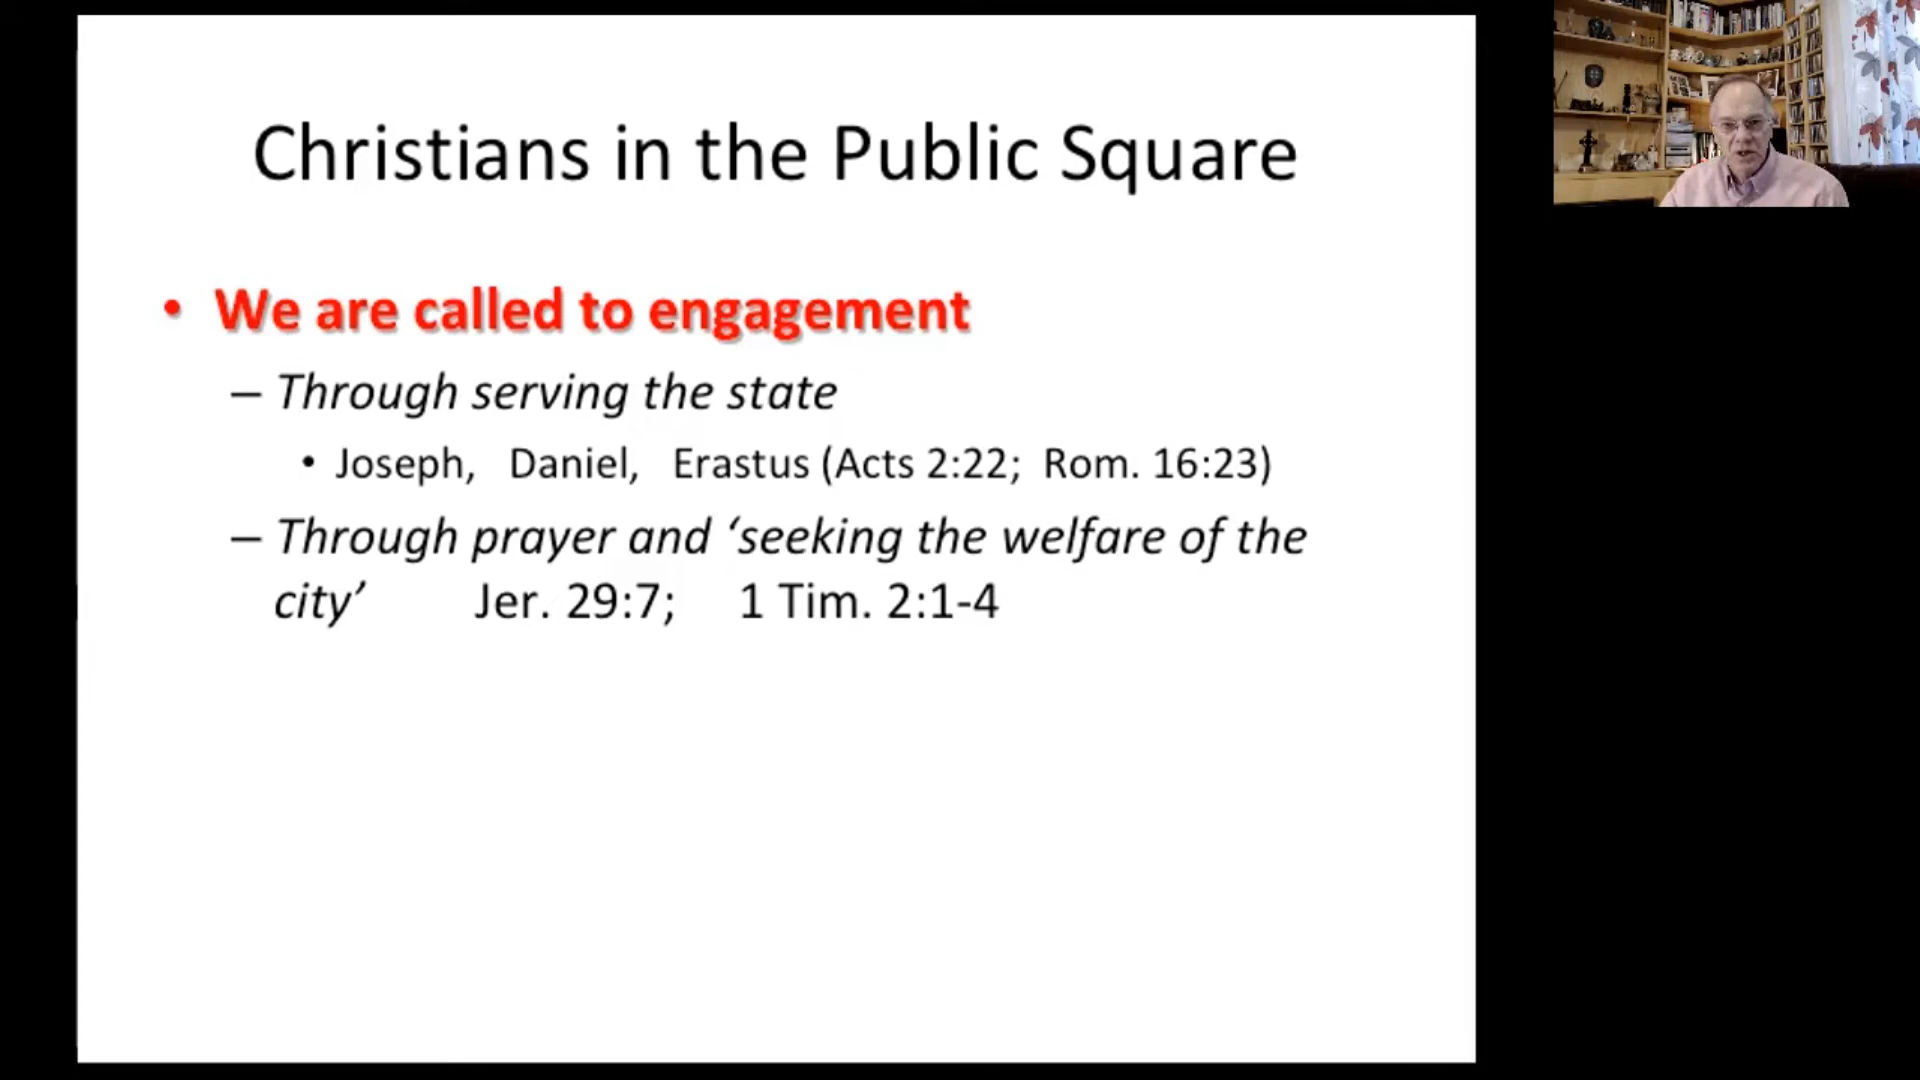 Christians in the Public Square
• We are called to engagement
– Through serving the state
• Joseph, Daniel, Erastus (Acts 2:22; Rom. 16:23)
– Through prayer and ‘seeking the welfare of the
city’ Jer. 29:7; 1 Tim. 2:1-4